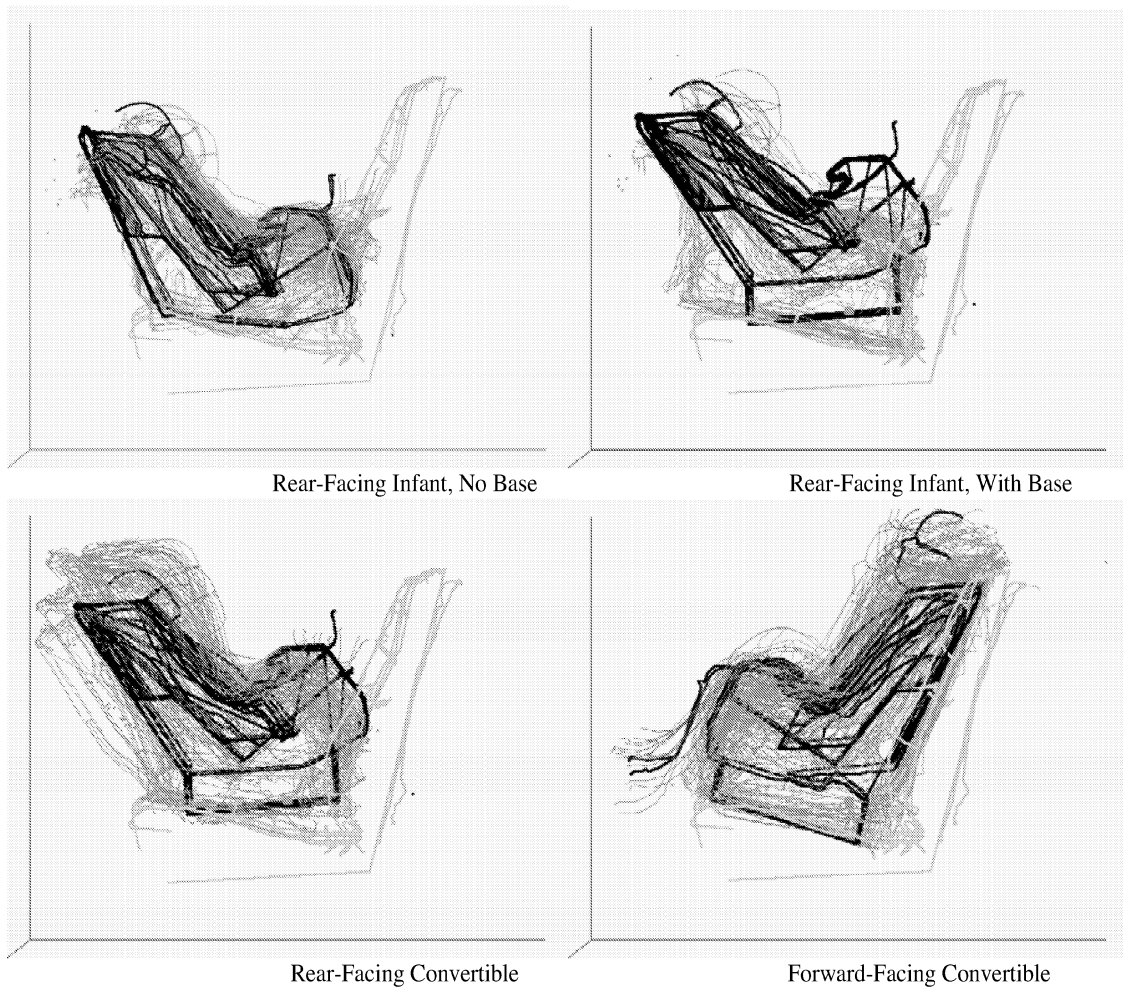 Rear-Facing Infant, No Base
Rear-Facing Infant, With Base
Rear-Facing Convertible
Forward-Facing Convertible